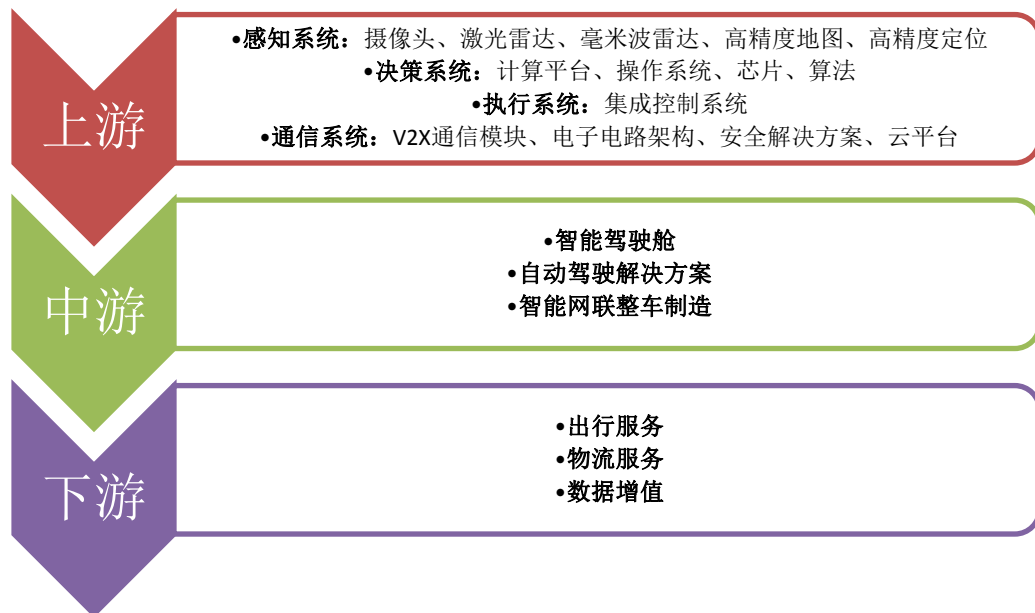 上游
•感知系统：摄像头、激光雷达、毫米波雷达、高精度地图、高精度定位
•决策系统：计算平台、操作系统、芯片、算法
•执行系统：集成控制系统
•通信系统：V2X通信模块、电子电路架构、安全解决方案、云平台
中游
•智能驾驶舱
•自动驾驶解决方案
•智能网联整车制造
下游
•出行服务
•物流服务
•数据增值